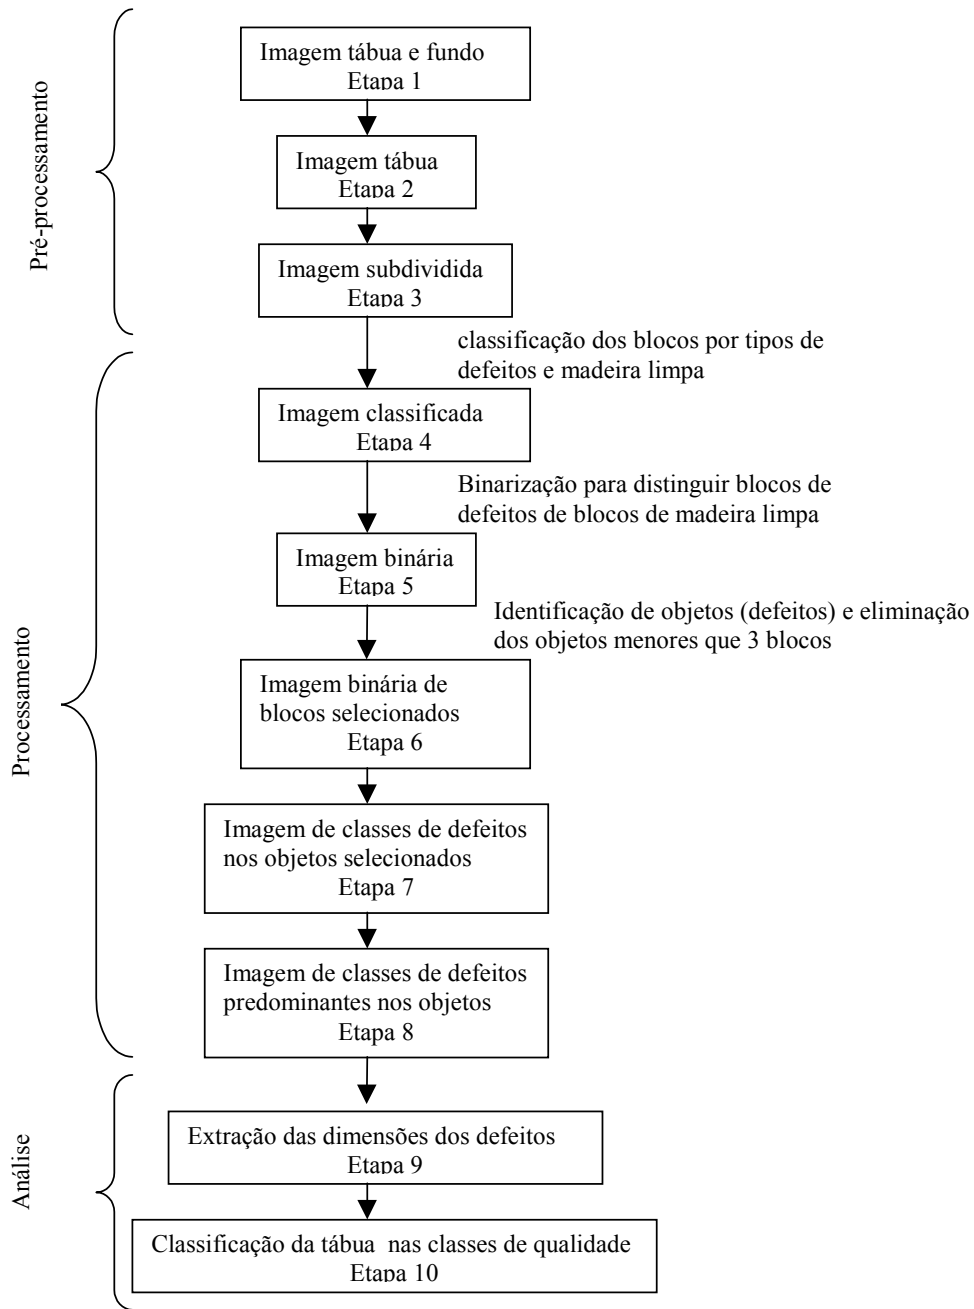 Pré-processamento
Imagem tábua e fundo
Etapa 1
Imagem tábua
Etapa 2
Imagem subdividida
Etapa 3
classificação dos blocos por tipos de
defeitos e madeira limpa
Processamento
Imagem classificada
Etapa 4
Binarização para distinguir blocos de
defeitos de blocos de madeira limpa
Imagem binária
Etapa 5
Identificação de objetos (defeitos) e eliminação
dos objetos menores que 3 blocos
Imagem binária de
blocos selecionados
Etapa 6
Imagem de classes de defeitos
nos objetos selecionados
Etapa 7
Imagem de classes de defeitos
predominantes nos objetos
Etapa 8
Análise
Extração das dimensões dos defeitos
Etapa 9
Classificação da tábua nas classes de qualidade
Etapa 10